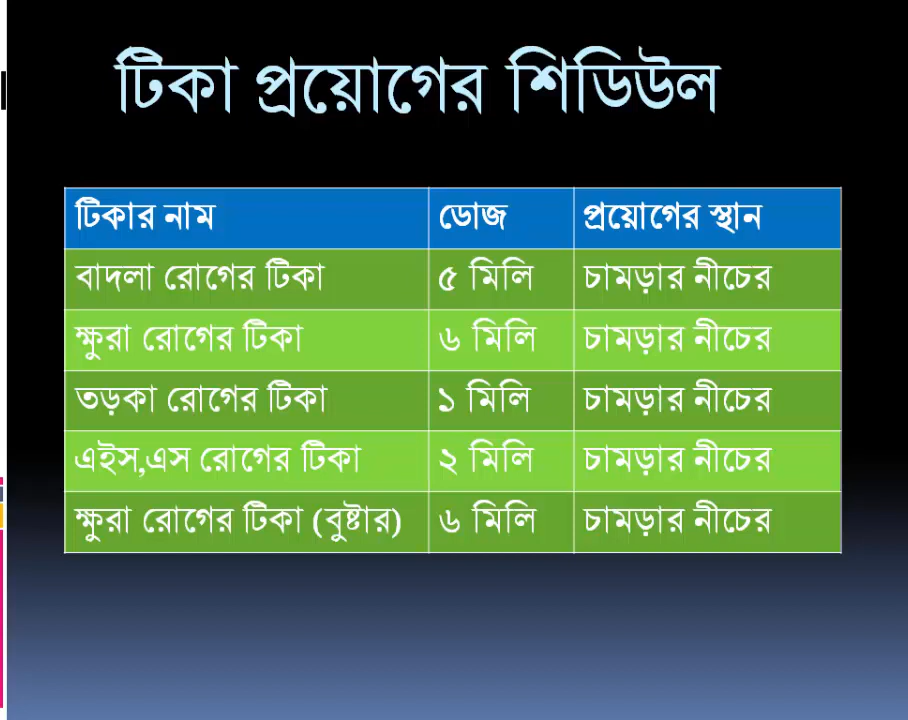 টিকা প্রয়োগের শিডিউল
টিকার নাম ডোজ প্রয়োগের স্থান
বাদলা রোগের টিকা ৫ মিলি চামড়ার নীচের
ক্ষুরা রোগের টিকা ৬ মিলি চামড়ার নীচের
তড়কা রোগের টিকা ১ মিলি চামড়ার নীচের
এইস,এস রোগের টিকা ২ মিলি চামড়ার নীচের
ক্ষুরা রোগের টিকা (বুষ্টার) ৬ মিলি চামড়ার নীচের